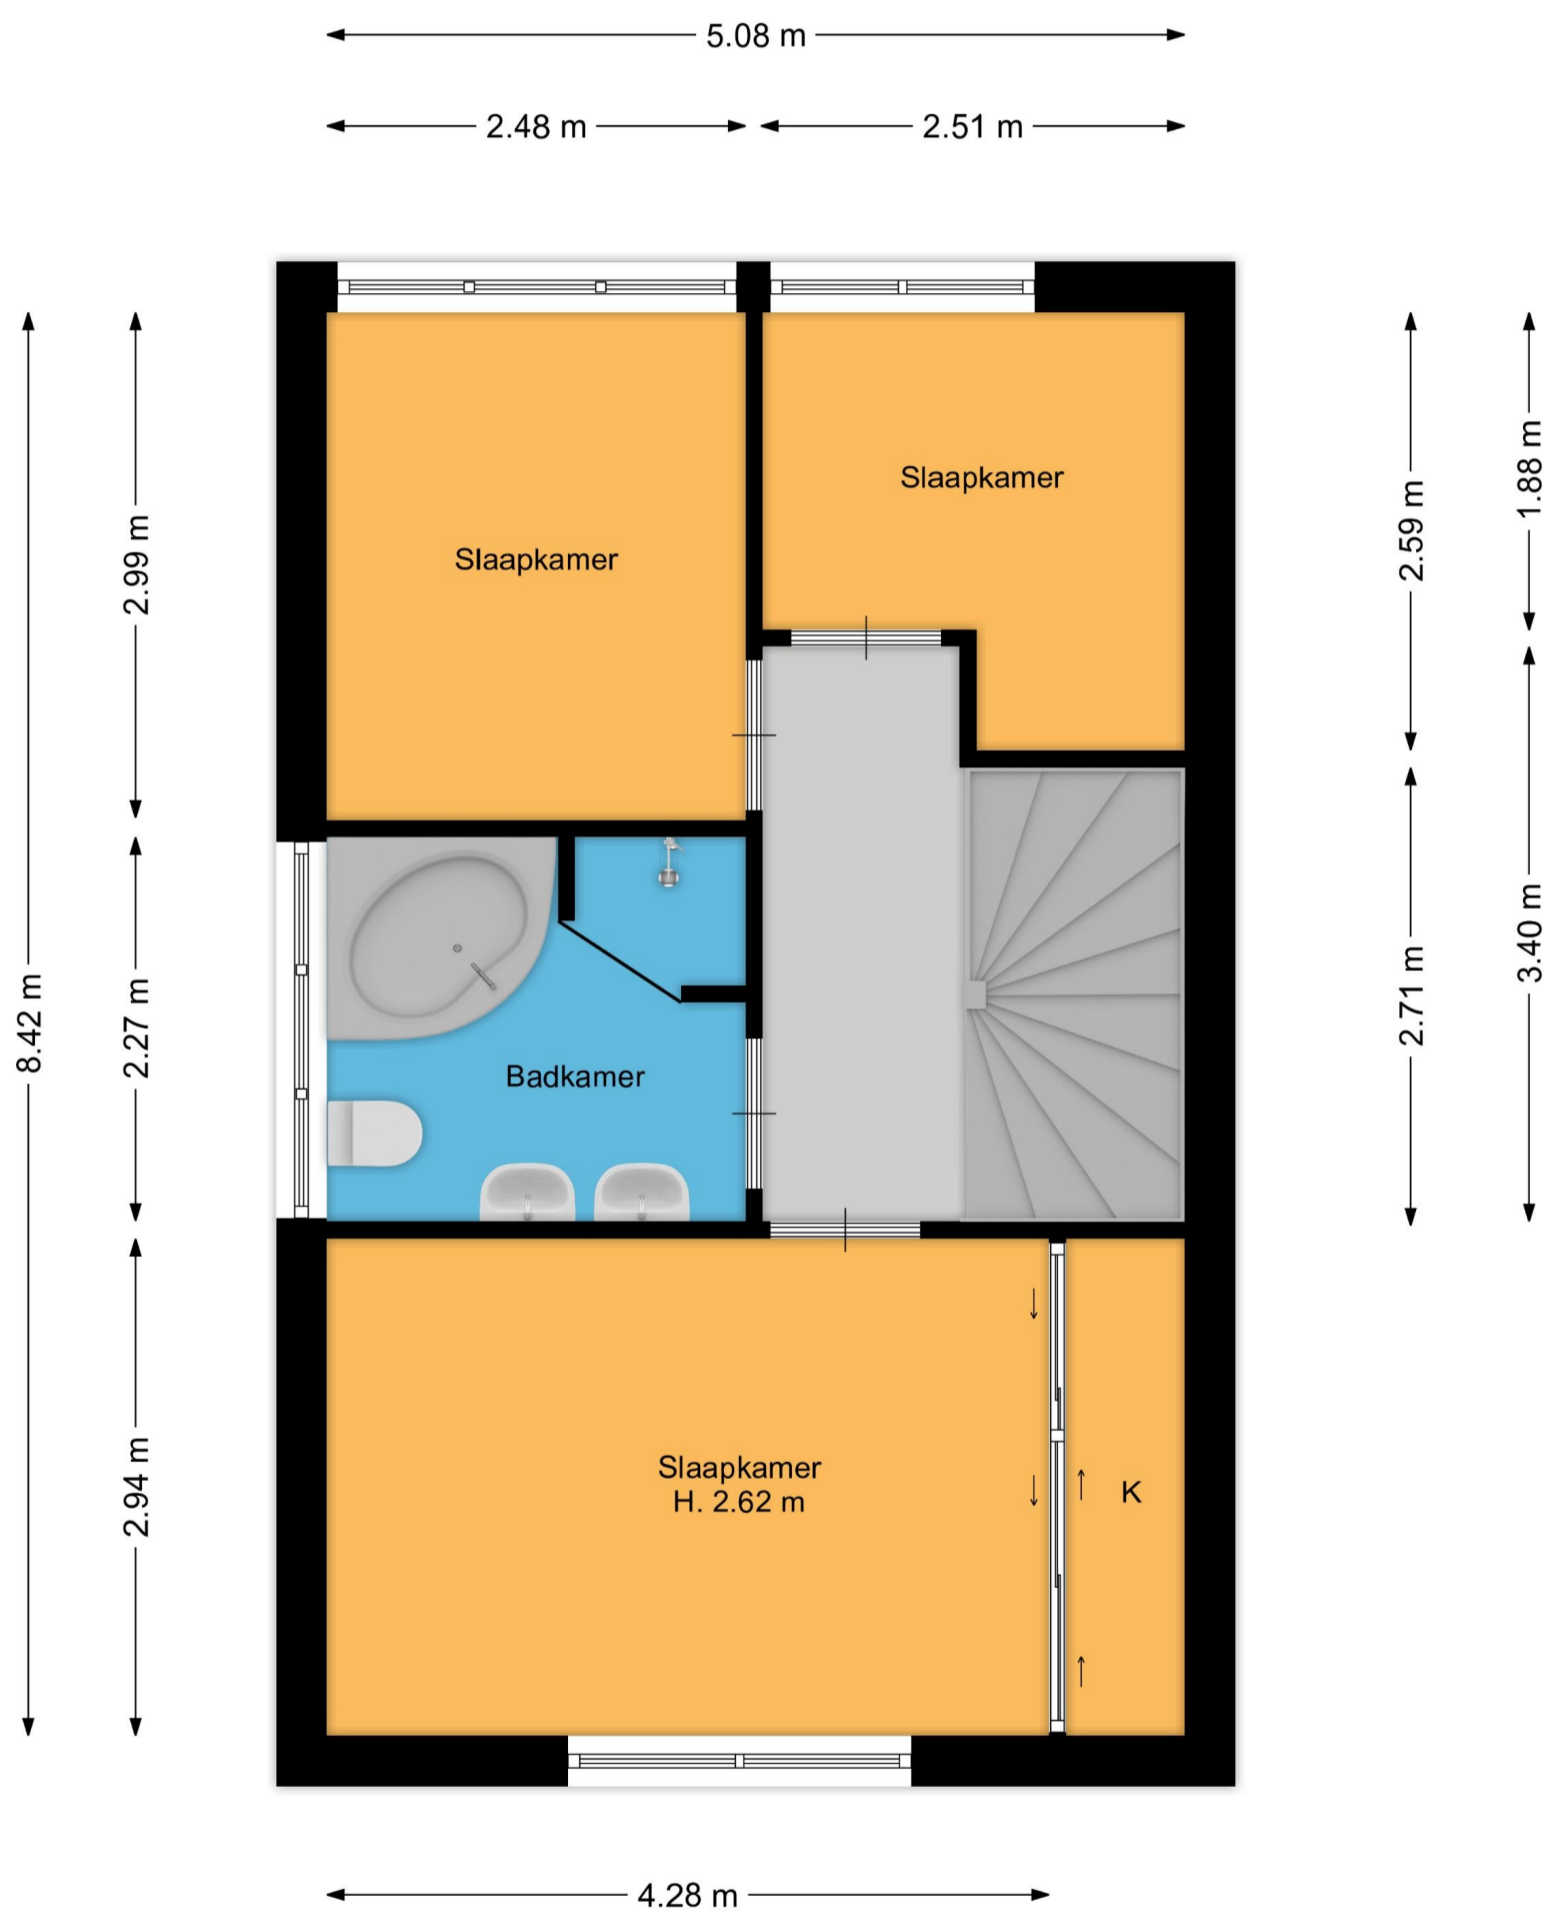 5.08 m
2.48 m
2.51 m
Slaapkamer
Slaapkamer
2.99 m
2.59 m
1.88 m
8.42 m
2.27 m
Badkamer
2.71 m
3.40 m
2.94 m
Slaapkamer
H. 2.62 m
K
4.28 m